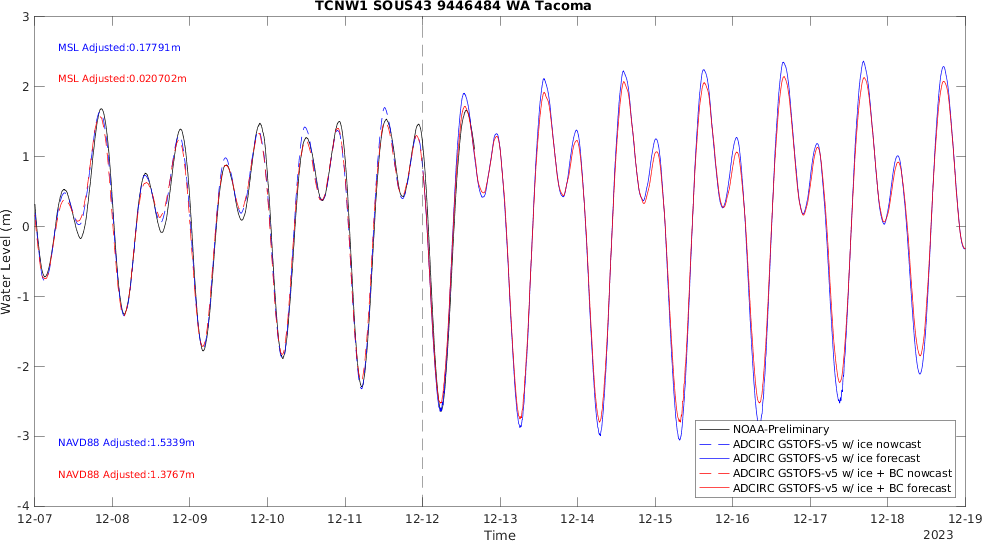 TCNW1 SOUS43 9446484 WA Tacoma
3
MSL Adjusted:0.17791m
MSL Adjusted:0.020702m
2
1
0
-1
-2
-3
-4
Water Level (m)
NAVD88 Adjusted:1.5339m
NAVD88 Adjusted:1.3767m
NOAA-Preliminary
ADCIRC GSTOFS-v5 w/ ice nowcast
ADCIRC GSTOFS-v5 w/ ice forecast
ADCIRC GSTOFS-v5 w/ ice + BC nowcast
ADCIRC GSTOFS-v5 w/ ice + BC forecast
12-07 12-08 12-09 12-10 12-11 12-12 12-13 12-14 12-15 12-16 12-17 12-18 12-19
Time
2023